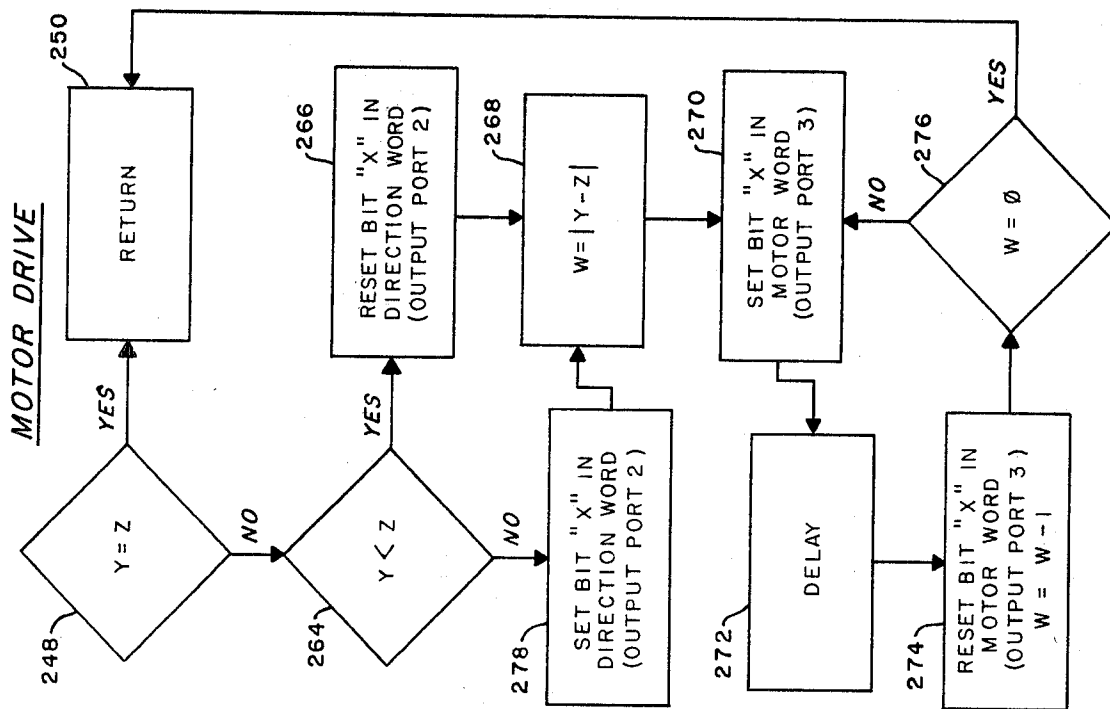 MOTOR DRIVE
248
Y = Z
YES
RETURN
250
NO
264
Y < Z
YES
RESET BIT "X" IN
DIRECTION WORD
(OUTPUT PORT 2)
266
NO
278
SET BIT "X" IN
DIRECTION WORD
(OUTPUT PORT 2)
W = |Y - Z|
268
SET BIT "X" IN
MOTOR WORD
(OUTPUT PORT 3)
270
272
DELAY
274
RESET BIT "X" IN
MOTOR WORD
(OUTPUT PORT 3)
W = W - 1
W = Ø
276
NO
YES